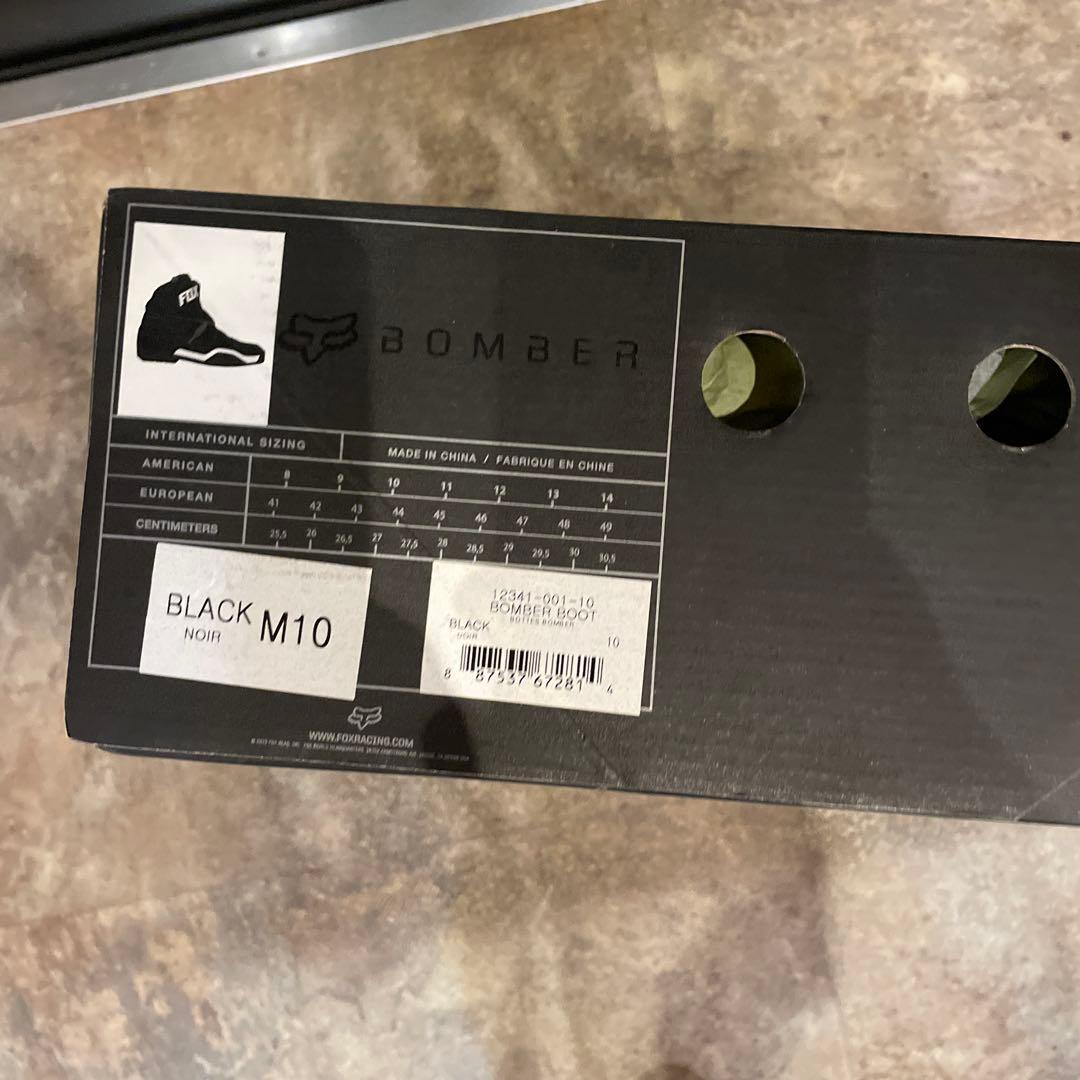 FOX
BOMBER
INTERNATIONAL SIZING
MADE IN CHINA / FABRIQUE EN CHINE
AMERICAN 8 9 10 11 12 13 14
EUROPEAN 41 42 43 44 45 46 47 48 49
CENTIMETERS 25,5 26 26,5 27 27,5 28 28,5 29 29,5 30 30,5
BLACK M10
NOIR
12341-001-10
BOMBER BOOT
BOTTES BOMBER
BLACK 10
NOIR
8 87537 67281 4
WWW.FOXRACING.COM